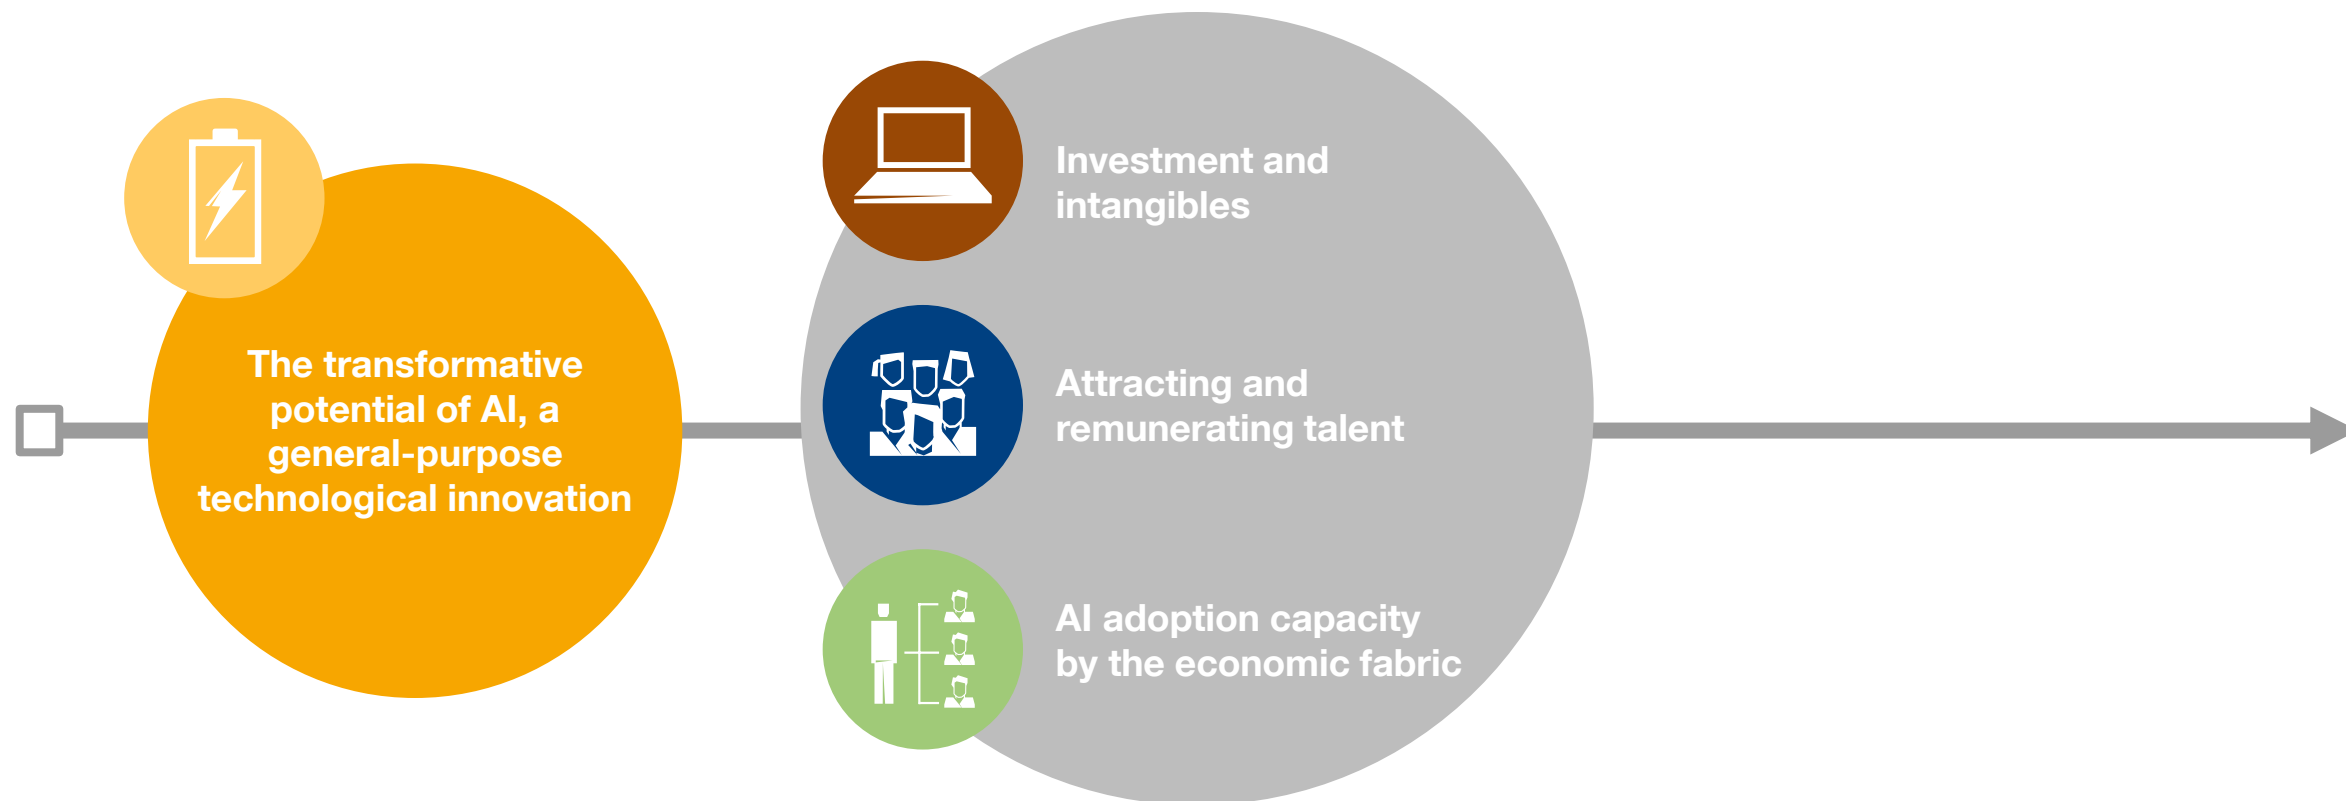 The transformative
potential of AI, a
general-purpose
technological innovation
Investment and
intangibles
Attracting and
remunerating talent
AI adoption capacity
by the economic fabric